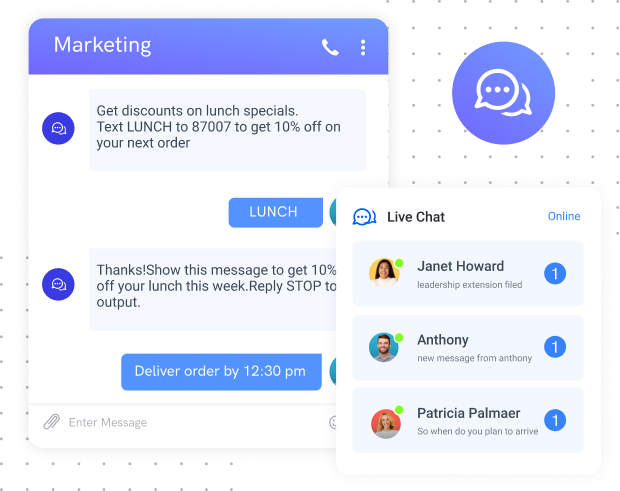 Marketing
Get discounts on lunch specials.
Text LUNCH to 87007 to get 10% off on
your next order
LUNCH
Thanks!Show this message to get 10%
off your lunch this week.Reply STOP to
output.
Deliver order by 12:30 pm
Enter Message
Live Chat
Online
Janet Howard
leadership extension filed
1
Anthony
new message from anthony
1
Patricia Palmaer
So when do you plan to arrive
1